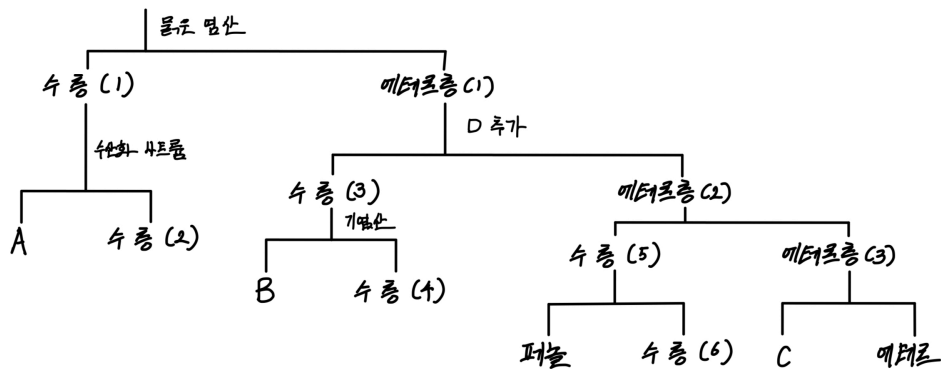 묽은 염산
수층(1)
에테르층(1)
수산화 나트륨
D 추가
수층(3)
에테르층(2)
A
수층(2)
염산
수층(5)
에테르층(3)
B
수층(4)
페놀
수층(6)
C
에테르